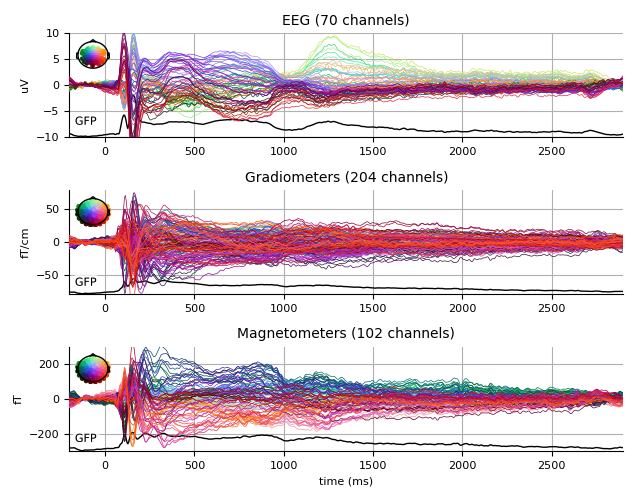 EEG (70 channels)
10
5
0
−5
−10
uV
GFP
0 500 1000 1500 2000 2500
Gradiometers (204 channels)
50
0
−50
fT/cm
GFP
0 500 1000 1500 2000 2500
Magnetometers (102 channels)
200
0
−200
fT
GFP
0 500 1000 1500 2000 2500
time (ms)